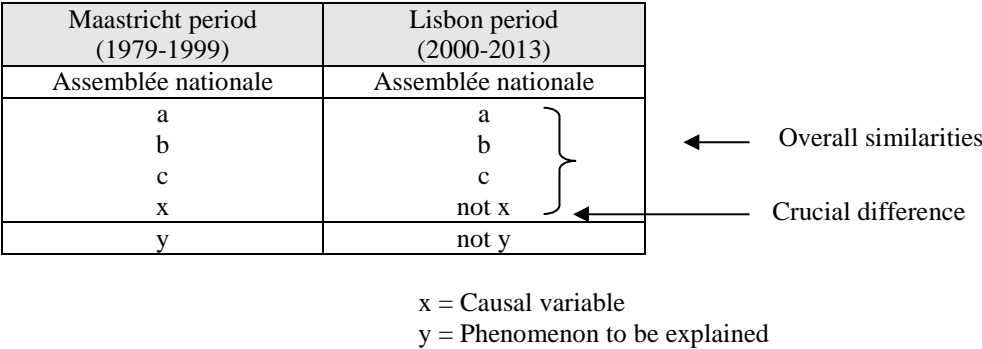 Maastricht period Lisbon period
(1979-1999) (2000-2013)
Assemblée nationale Assemblée nationale
a a
b b Overall similarities
c c
x not x Crucial difference
y not y
x = Causal variable
y = Phenomenon to be explained